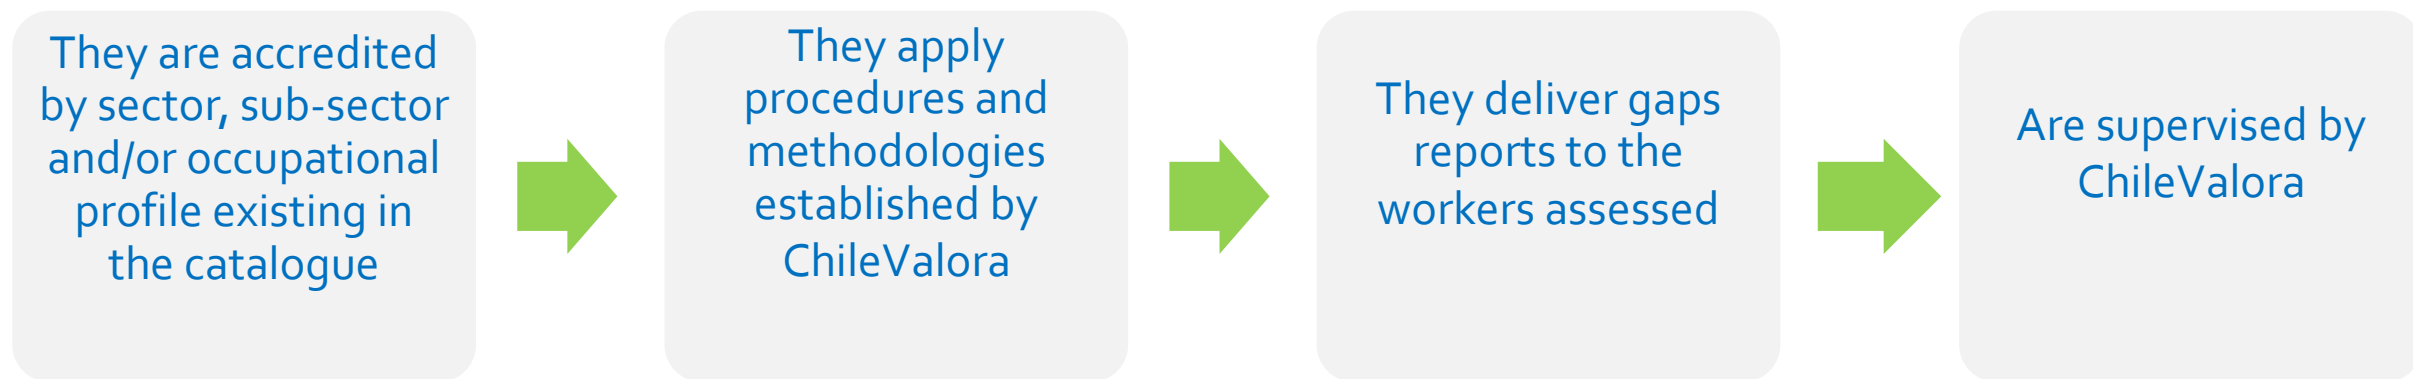 They are accredited
by sector, sub-sector
and/or occupational
profile existing in
the catalogue
They apply
procedures and
methodologies
established by
ChileValora
They deliver gaps
reports to the
workers assessed
Are supervised by
ChileValora